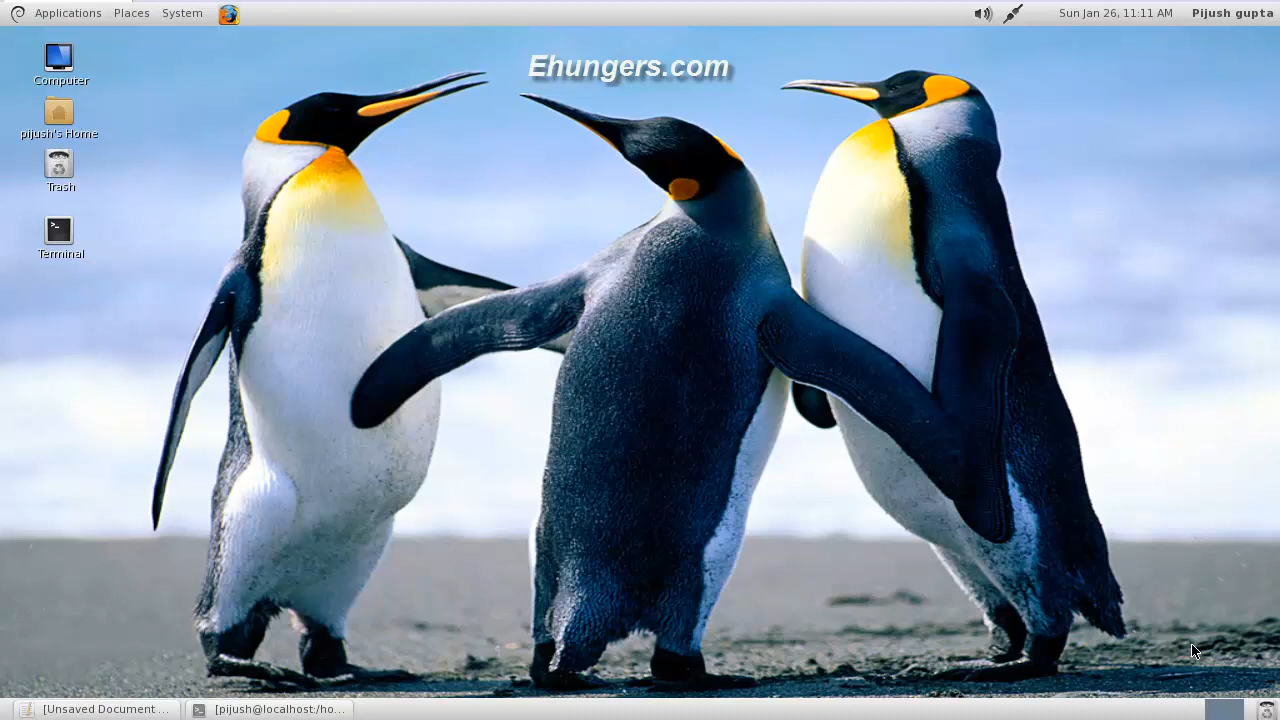 Applications Places System Sun Jan 26, 11:11 AM Pijush gupta
Ehungers.com
Computer
pijush's Home
Trash
Terminal
[Unsaved Document ... [pijush@localhost:/ho...